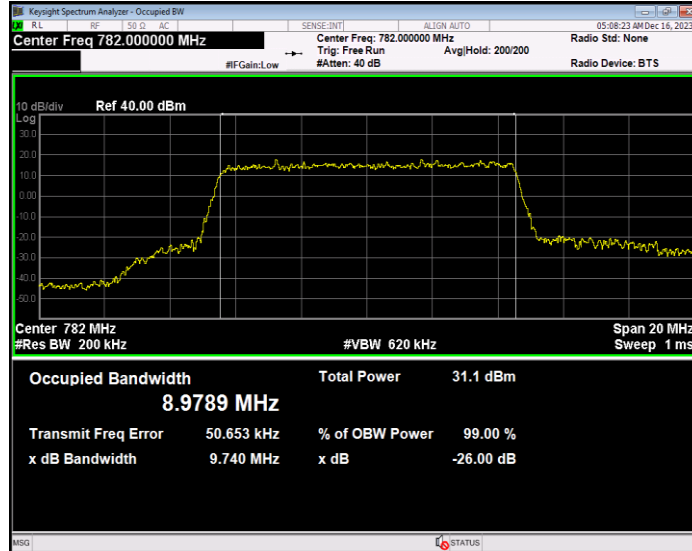 Keysight Spectrum Analyzer - Occupied BW
RL RF 50 Ω AC SENSE:INT ALIGN AUTO 05:08:23 AM Dec 16, 2023
Center Freq 782.000000 MHz Center Freq: 782.000000 MHz Radio Std: None
Trig: Free Run Avg|Hold: 200/200
#IFGain:Low #Atten: 40 dB Radio Device: BTS
10 dB/div Ref 40.00 dBm
Log
30.0
20.0
10.0
0.00
-10.0
-20.0
-30.0
-40.0
-50.0
Center 782 MHz Span 20 MHz
#Res BW 200 kHz #VBW 620 kHz Sweep 1 ms
Occupied Bandwidth Total Power 31.1 dBm
8.9789 MHz
Transmit Freq Error 50.653 kHz % of OBW Power 99.00 %
x dB Bandwidth 9.740 MHz x dB -26.00 dB
MSG STATUS